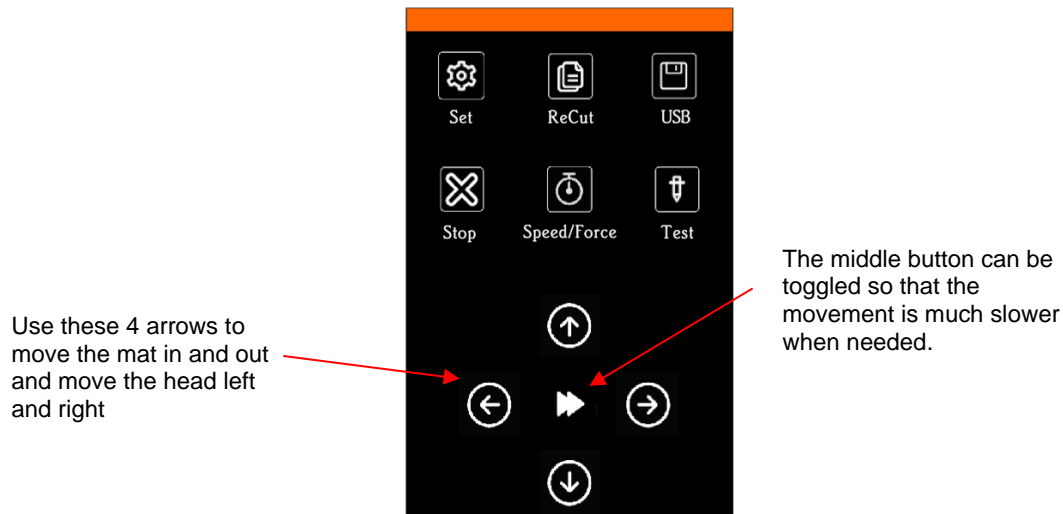 Set
ReCut
USB
Stop
Speed/Force
Test
Use these 4 arrows to
move the mat in and out
and move the head left
and right
The middle button can be
toggled so that the
movement is much slower
when needed.